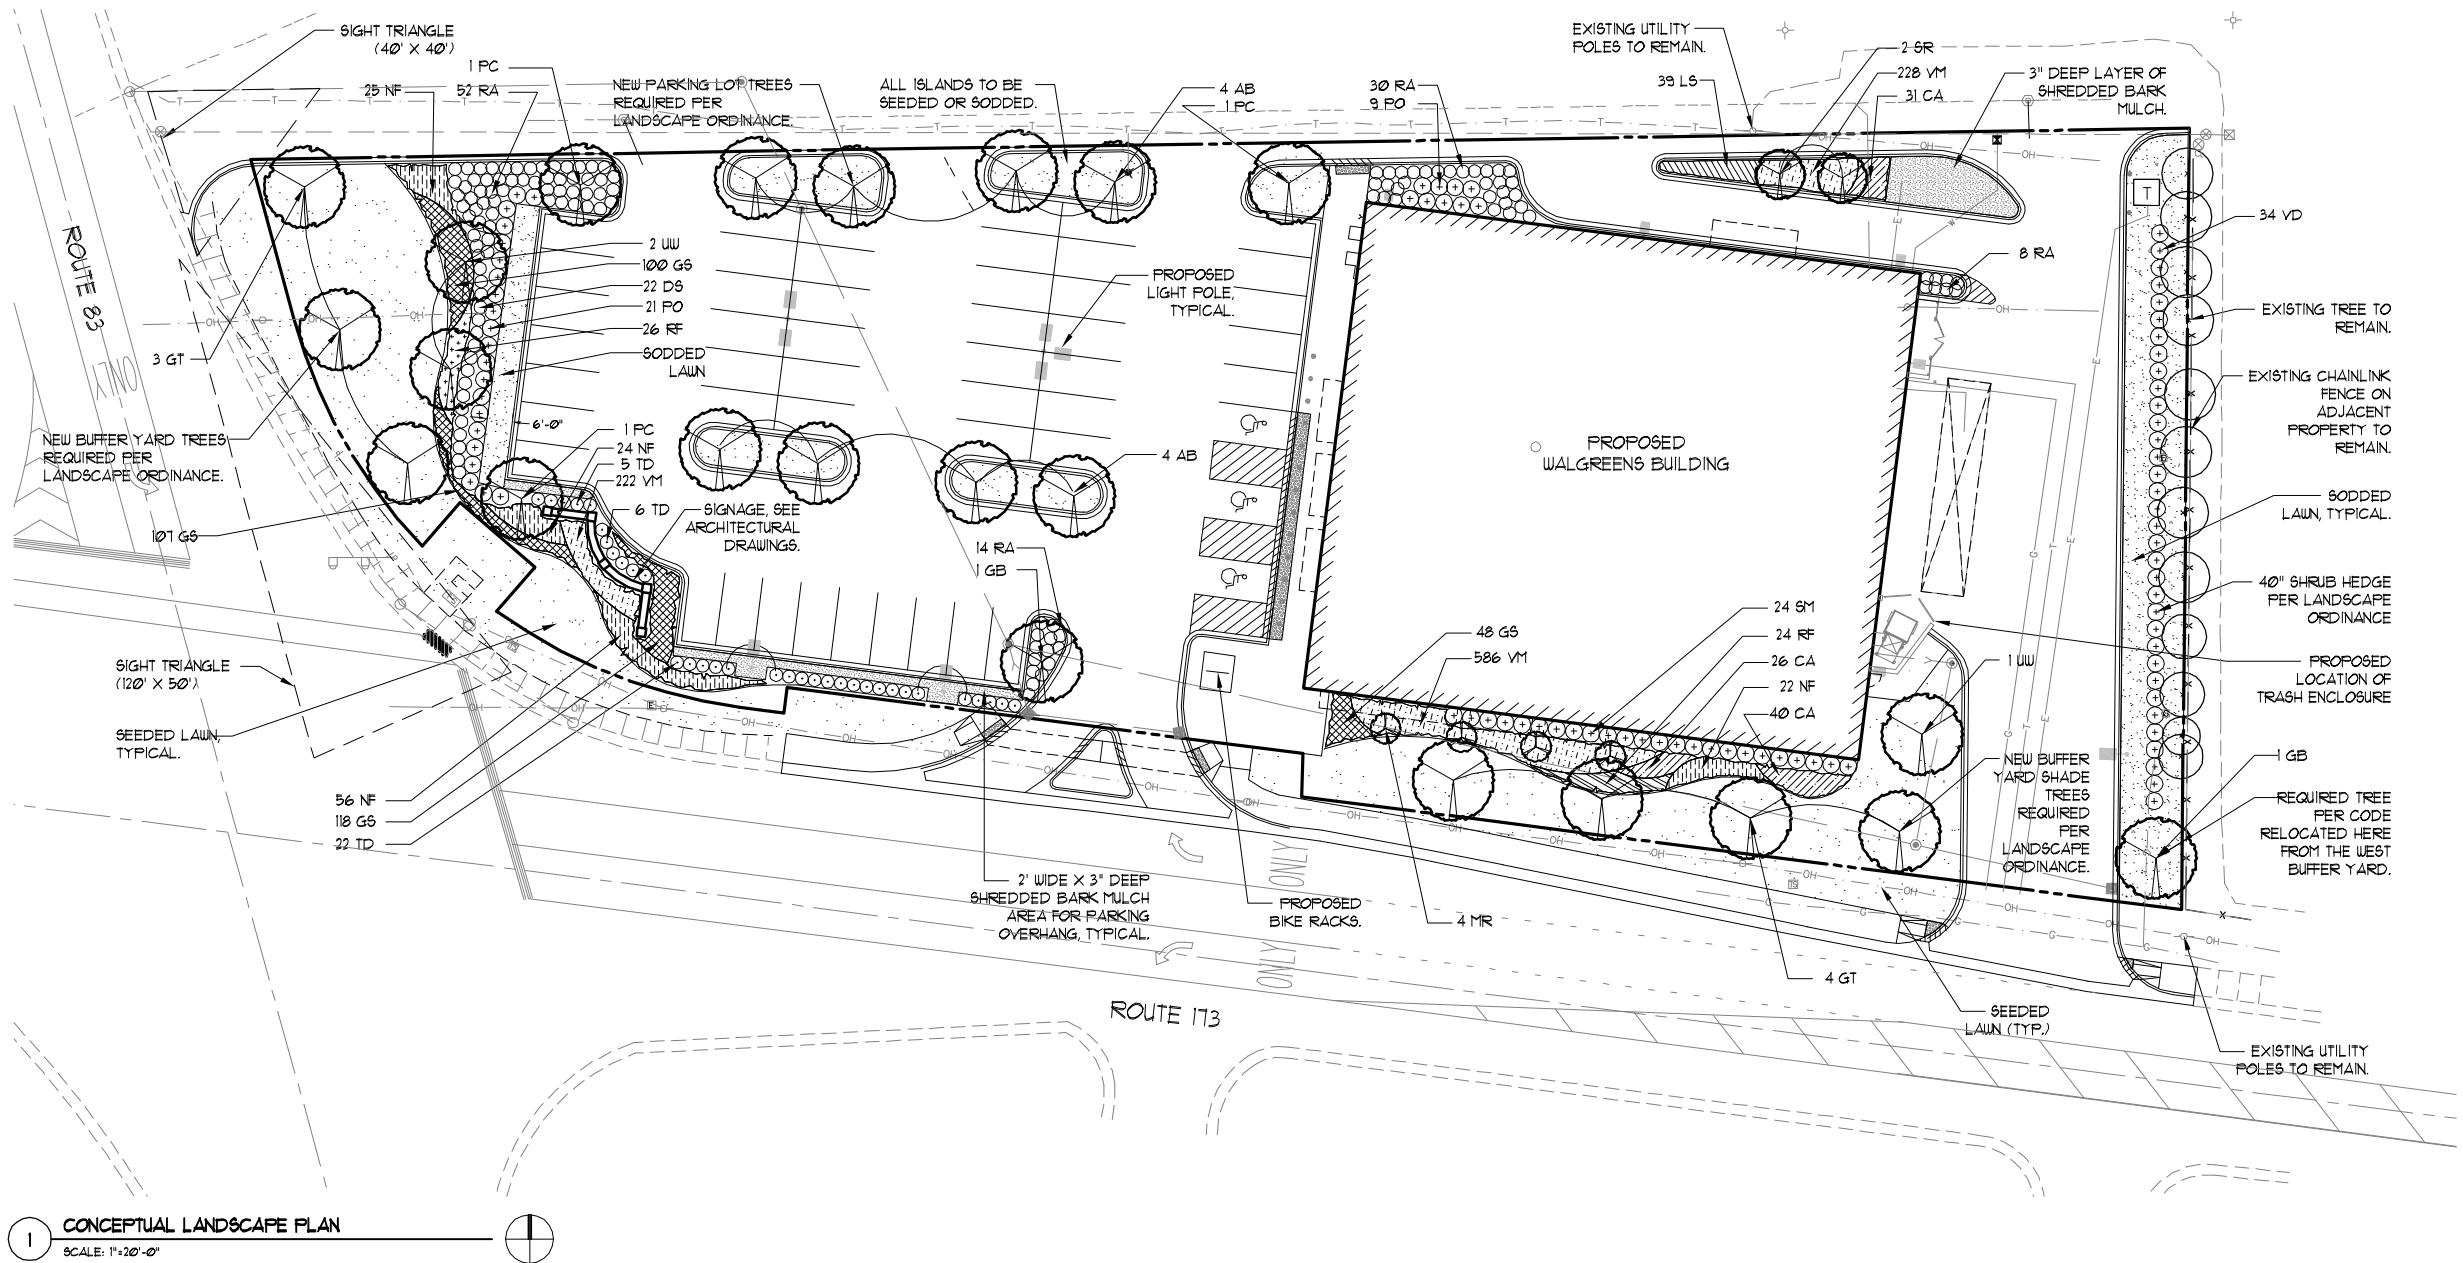 SIGHT TRIANGLE
(40' X 40')
1 PC
25 NF
52 RA
NEW PARKING LOT TREES
REQUIRED PER
LANDSCAPE ORDINANCE.
ALL ISLANDS TO BE
SEEDED OR SODDED.
4 AB
1 PC
30 RA
9 PO
EXISTING UTILITY
POLES TO REMAIN.
39 LS
2 SR
228 VM
31 CA
3" DEEP LAYER OF
SHREDDED BARK
MULCH.
T
34 VD
8 RA
EXISTING TREE TO
REMAIN.
EXISTING CHAINLINK
FENCE ON
ADJACENT
PROPERTY TO
REMAIN.
SODDED
LAWN, TYPICAL.
40" SHRUB HEDGE
PER LANDSCAPE
ORDINANCE
PROPOSED
LOCATION OF
TRASH ENCLOSURE
1 GB
REQUIRED TREE
PER CODE
RELOCATED HERE
FROM THE WEST
BUFFER YARD.
EXISTING UTILITY
POLES TO REMAIN.
ROUTE 83
ONLY
3 GT
NEW BUFFER YARD TREES
REQUIRED PER
LANDSCAPE ORDINANCE.
107 GS
2 UW
100 GS
22 DS
21 PO
26 RF
SODDED
LAWN
6'-0"
1 PC
24 NF
5 TD
222 VM
6 TD
SIGNAGE, SEE
ARCHITECTURAL
DRAWINGS.
PROPOSED
LIGHT POLE,
TYPICAL.
4 AB
14 RA
1 GB
PROPOSED
WALGREENS BUILDING
48 GS
586 VM
24 SM
24 RF
26 CA
22 NF
40 CA
1 UW
NEW BUFFER
YARD SHADE
TREES
REQUIRED
PER
LANDSCAPE
ORDINANCE.
SIGHT TRIANGLE
(120' X 50')
SEEDED LAWN,
TYPICAL.
56 NF
118 GS
22 TD
2' WIDE X 3" DEEP
SHREDDED BARK MULCH
AREA FOR PARKING
OVERHANG, TYPICAL.
PROPOSED
BIKE RACKS.
4 MR
4 GT
SEEDED
LAWN (TYP.)
ONLY
ONLY
ROUTE 173
1
CONCEPTUAL LANDSCAPE PLAN
SCALE: 1"=20'-0"